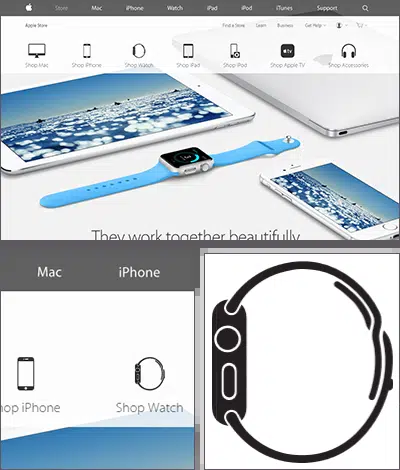 Store Mac iPhone Watch iPad iPod iTunes Support
Apple Store Find a Store Learn Business Get Help
Shop Mac Shop iPhone Shop Watch Shop iPad Shop iPod Shop Apple TV Shop Accessories
They work together beautifully
Mac iPhone
hop iPhone Shop Watch